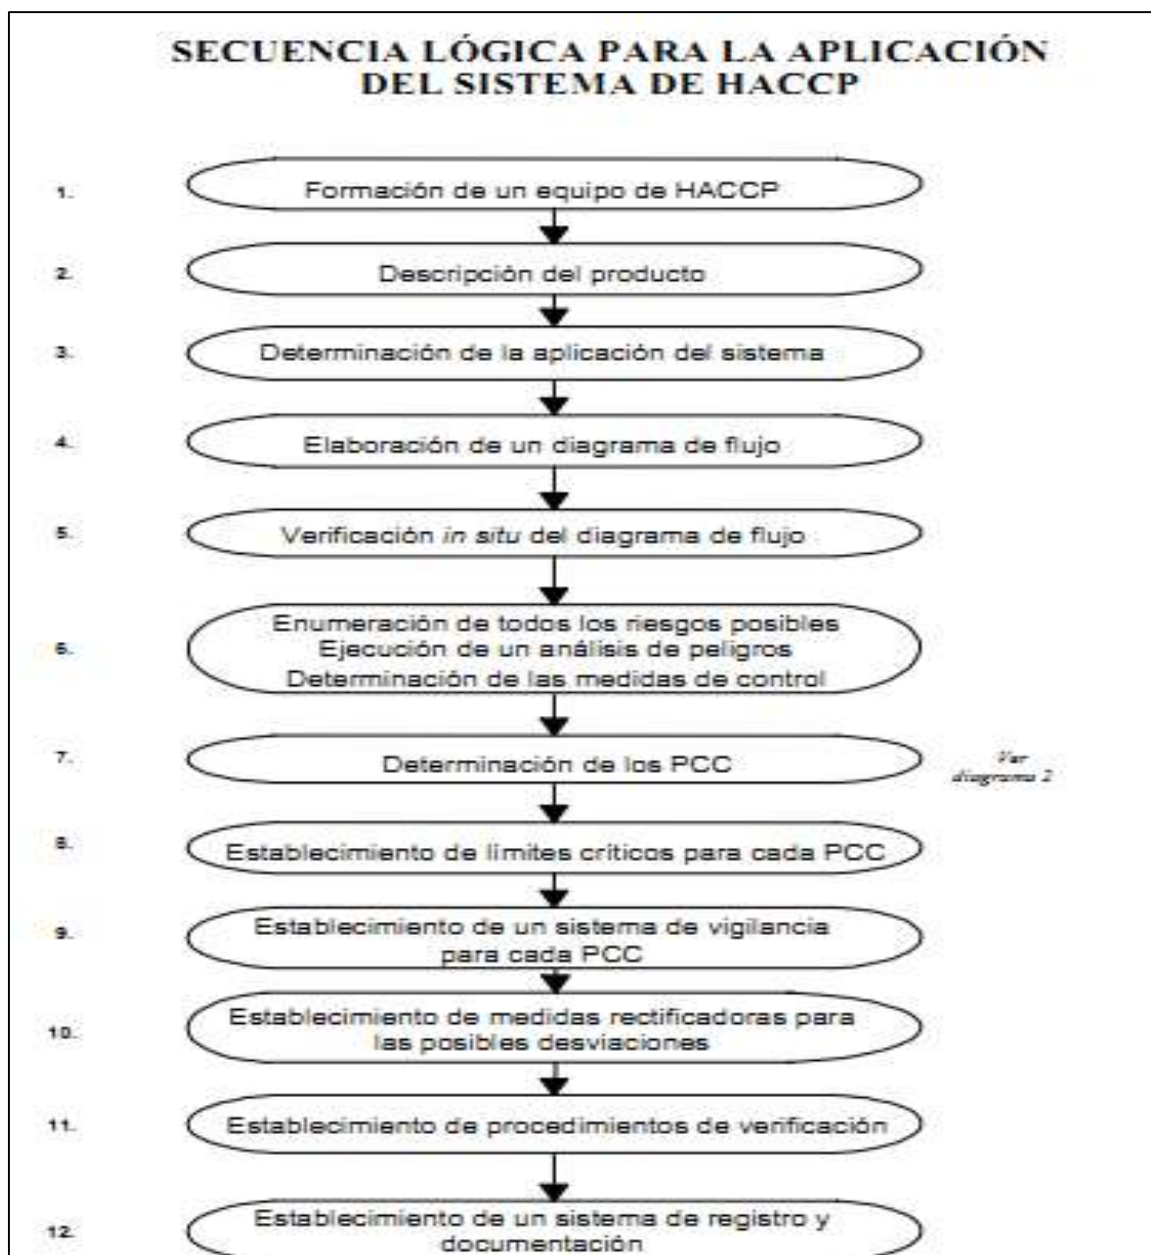 SECUENCIA LÓGICA PARA LA APLICACIÓN
DEL SISTEMA DE HACCP
1. Formación de un equipo de HACCP
2. Descripción del producto
3. Determinación de la aplicación del sistema
4. Elaboración de un diagrama de flujo
5. Verificación in situ del diagrama de flujo
Enumeración de todos los riesgos posibles
6. Ejecución de un análisis de peligros
Determinación de las medidas de control
7. Determinación de los PCC
Ver
diagrama 2
8. Establecimiento de límites críticos para cada PCC
9. Establecimiento de un sistema de vigilancia
para cada PCC
10. Establecimiento de medidas rectificadoras para
las posibles desviaciones
11. Establecimiento de procedimientos de verificación
12. Establecimiento de un sistema de registro y
documentación